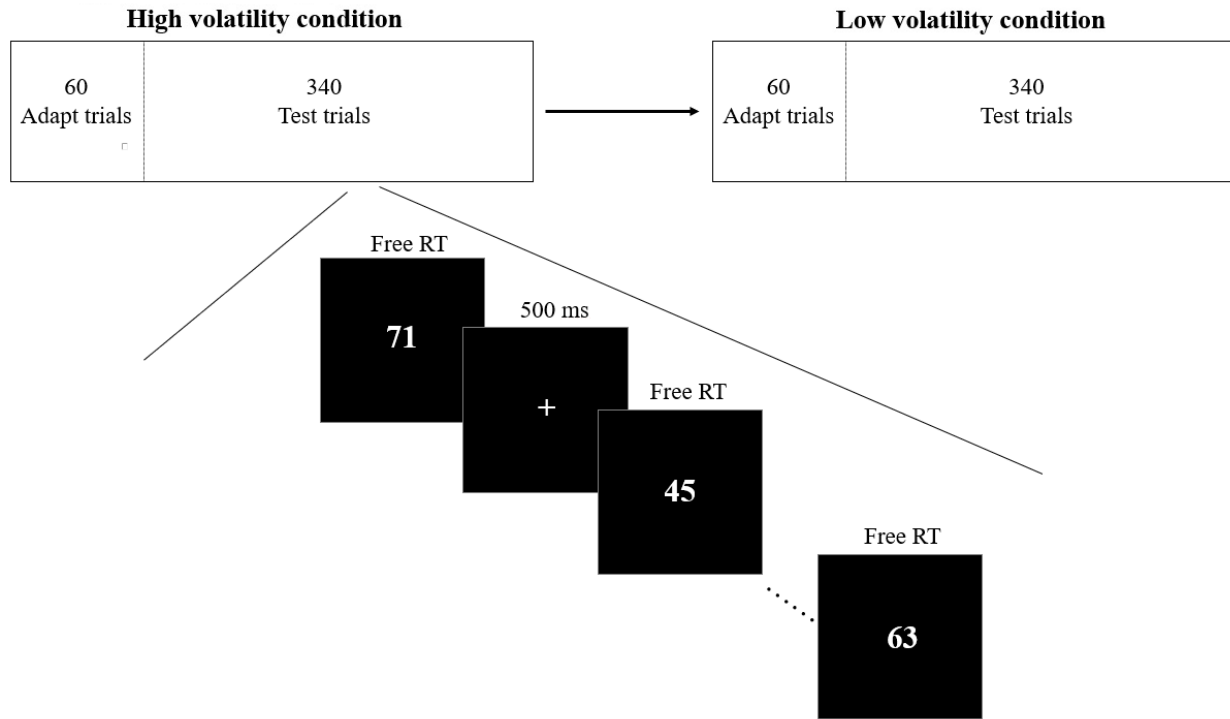 High volatility condition
Low volatility condition
60
Adapt trials
340
Test trials
60
Adapt trials
340
Test trials
Free RT
71
500 ms
+
Free RT
45
Free RT
63